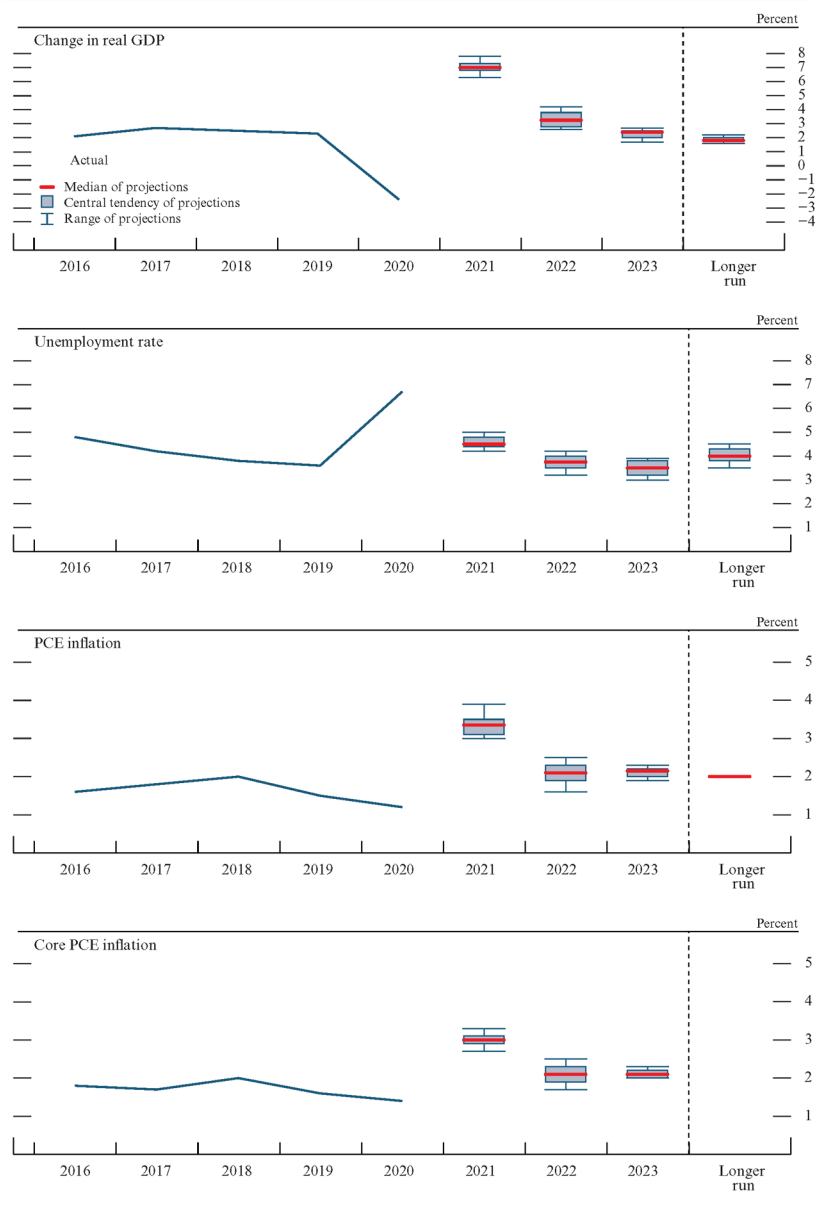 Percent
Change in real GDP
8
7
6
5
4
3
2
1
0
−1
−2
−3
−4
Actual
Median of projections
Central tendency of projections
Range of projections
2016 2017 2018 2019 2020 2021 2022 2023 Longer
run
Percent
Unemployment rate
8
7
6
5
4
3
2
1
2016 2017 2018 2019 2020 2021 2022 2023 Longer
run
Percent
PCE inflation
5
4
3
2
1
2016 2017 2018 2019 2020 2021 2022 2023 Longer
run
Percent
Core PCE inflation
5
4
3
2
1
2016 2017 2018 2019 2020 2021 2022 2023 Longer
run